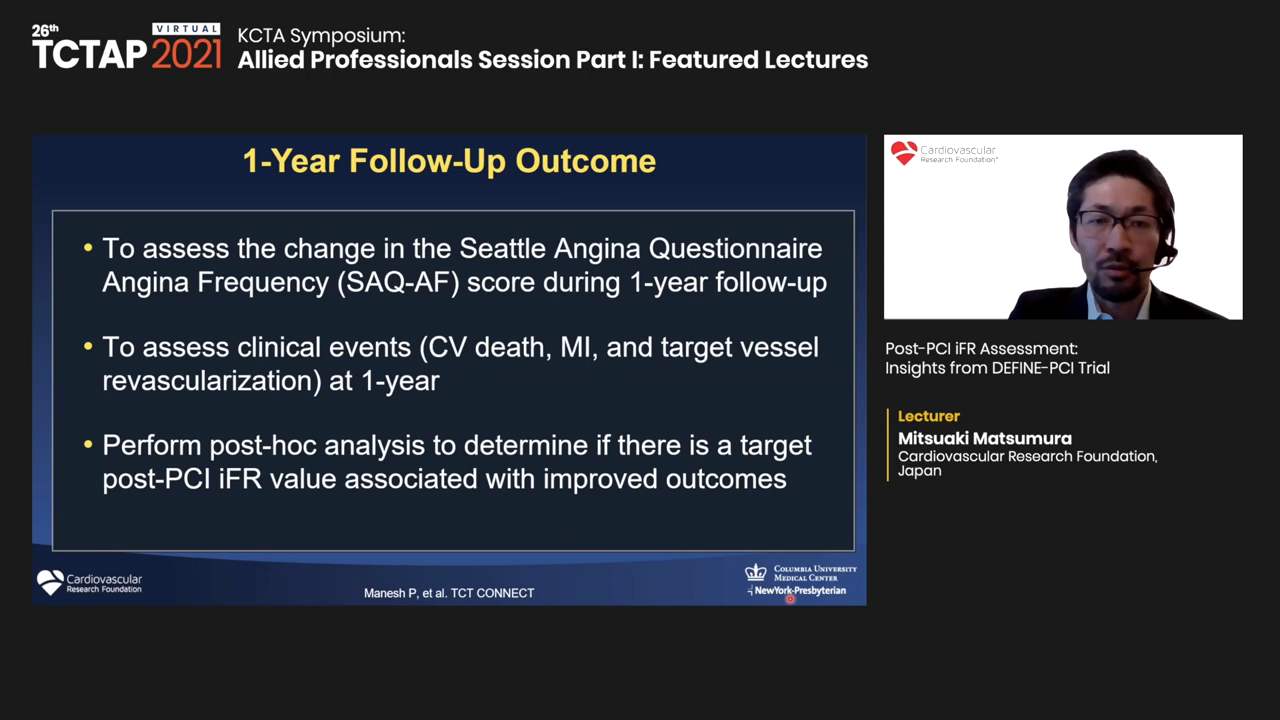 26th
VIRTUAL
TCTAP 2021
KCTA Symposium:
Allied Professionals Session Part I: Featured Lectures
1-Year Follow-Up Outcome
• To assess the change in the Seattle Angina Questionnaire
Angina Frequency (SAQ-AF) score during 1-year follow-up
• To assess clinical events (CV death, MI, and target vessel
revascularization) at 1-year
• Perform post-hoc analysis to determine if there is a target
post-PCI iFR value associated with improved outcomes
Cardiovascular
Research Foundation
Manesh P, et al. TCT CONNECT
COLUMBIA UNIVERSITY
MEDICAL CENTER
NewYork-Presbyterian
Cardiovascular
Research Foundation®
Post-PCI iFR Assessment:
Insights from DEFINE-PCI Trial
Lecturer
Mitsuaki Matsumura
Cardiovascular Research Foundation,
Japan